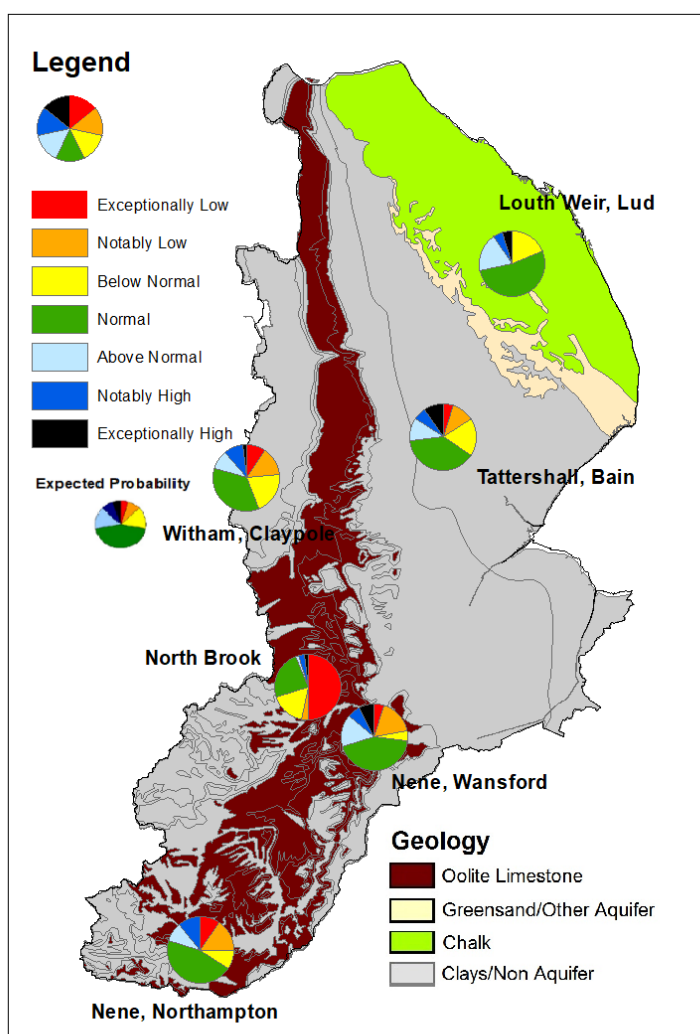 Legend
Exceptionally Low
Notably Low
Below Normal
Normal
Above Normal
Notably High
Exceptionally High
Expected Probability
Louth Weir, Lud
Tattershall, Bain
Witham, Claypole
North Brook
Nene, Wansford
Nene, Northampton
Geology
Oolite Limestone
Greensand/Other Aquifer
Chalk
Clays/Non Aquifer